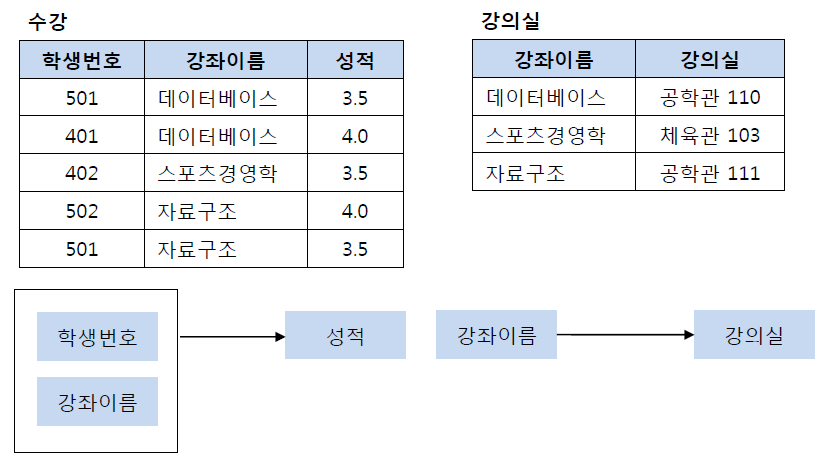 수강
학생번호 강좌이름 성적
501 데이터베이스 3.5
401 데이터베이스 4.0
402 스포츠경영학 3.5
502 자료구조 4.0
501 자료구조 3.5
강의실
강좌이름 강의실
데이터베이스 공학관 110
스포츠경영학 체육관 103
자료구조 공학관 111
학생번호
강좌이름
성적
강좌이름
강의실